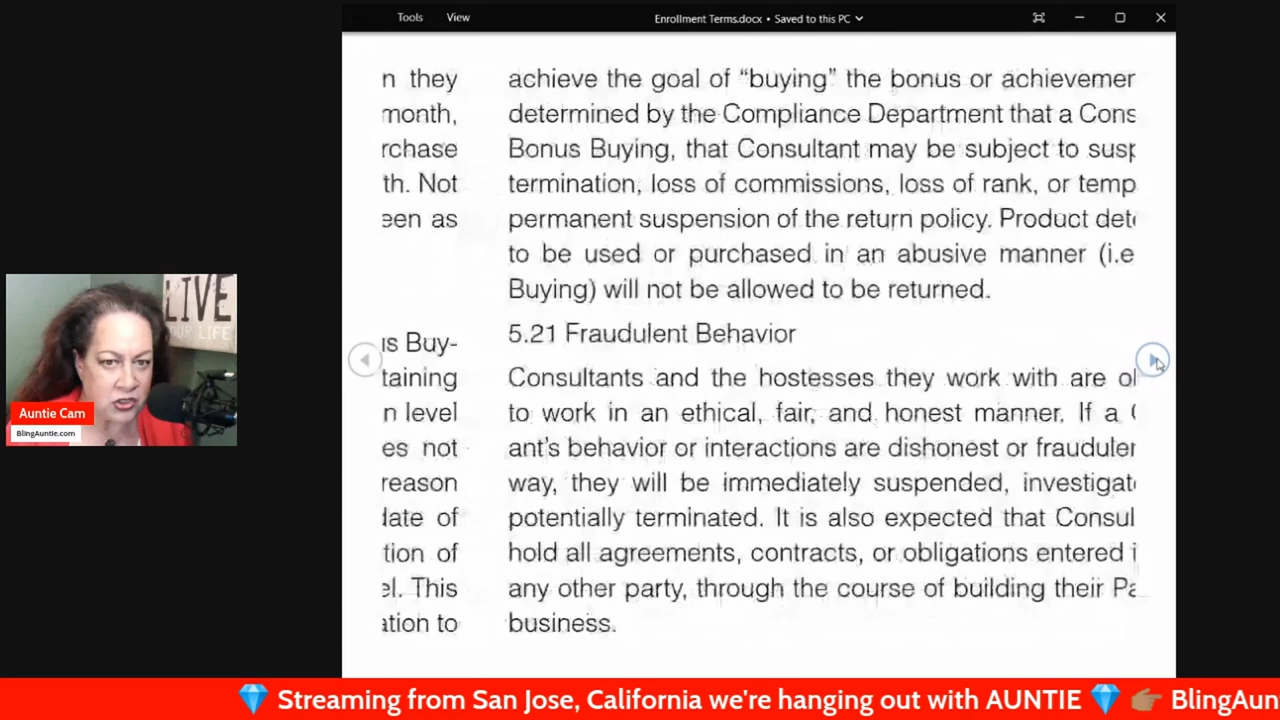 Tools View
Enrollment Terms.docx • Saved to this PC
n they
month,
rchase
th. Not
een as
s Buy-
taining
n level
es not
reason
date of
tion of
el. This
ation to
achieve the goal of “buying” the bonus or achievemen
determined by the Compliance Department that a Cons
Bonus Buying, that Consultant may be subject to susp
termination, loss of commissions, loss of rank, or temp
permanent suspension of the return policy. Product dete
to be used or purchased in an abusive manner (i.e
Buying) will not be allowed to be returned.
5.21 Fraudulent Behavior
Consultants and the hostesses they work with are ol
to work in an ethical, fair, and honest manner. If a
ant's behavior or interactions are dishonest or fraudulen
way, they will be immediately suspended, investigate
potentially terminated. It is also expected that Consul
hold all agreements, contracts, or obligations entered i
any other party, through the course of building their Pa
business.
LIVE
YOUR LIFE
Auntie Cam
BlingAuntie.com
💎 Streaming from San Jose, California we're hanging out with AUNTIE 💎 👉🏽 BlingAun